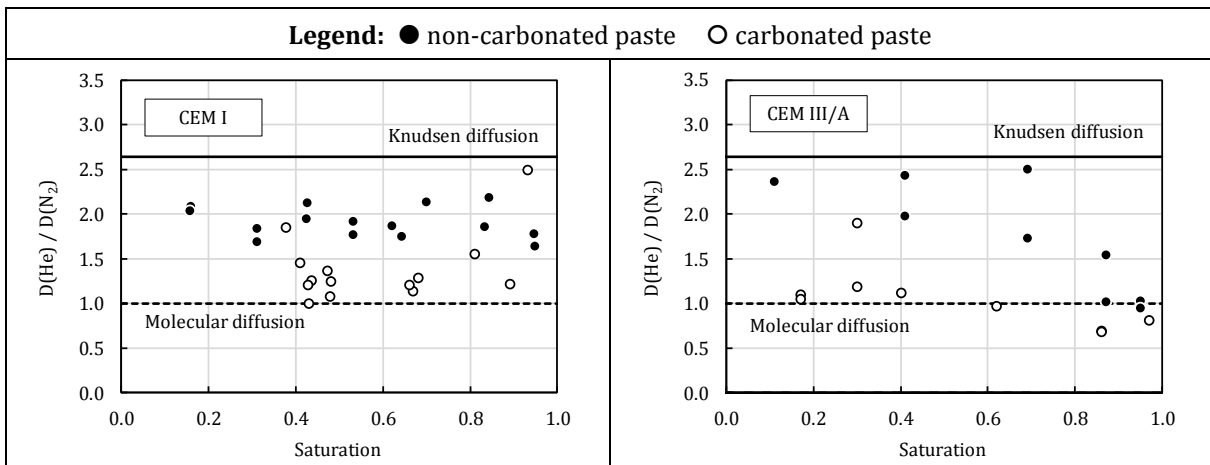 Legend: ● non-carbonated paste ○ carbonated paste
CEM I
Knudsen diffusion
Molecular diffusion
D(He) / D(N₂)
3.5
3.0
2.5
2.0
1.5
1.0
0.5
0.0
0.0 0.2 0.4 0.6 0.8 1.0
Saturation
CEM III/A
Knudsen diffusion
Molecular diffusion
D(He) / D(N₂)
3.5
3.0
2.5
2.0
1.5
1.0
0.5
0.0
0.0 0.2 0.4 0.6 0.8 1.0
Saturation